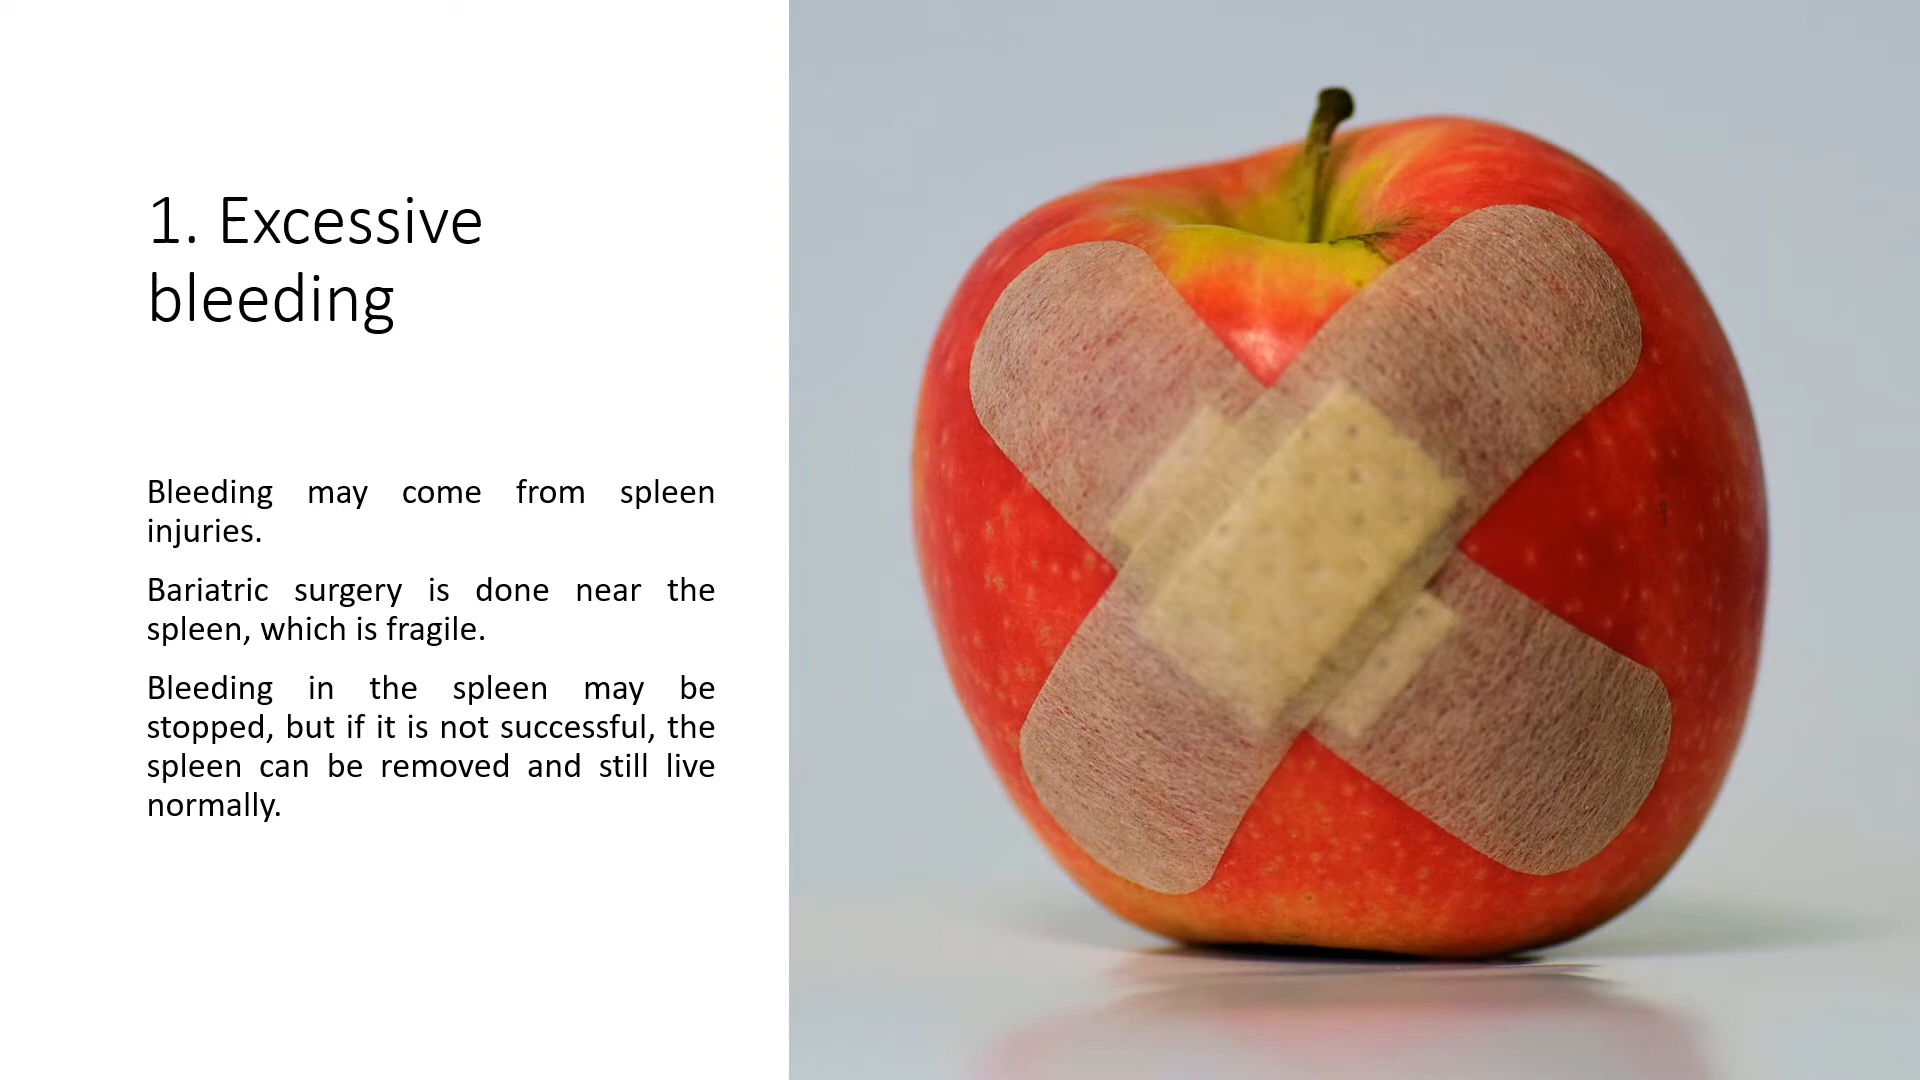 1. Excessive
bleeding
Bleeding may come from spleen
injuries.
Bariatric surgery is done near the
spleen, which is fragile.
Bleeding in the spleen may be
stopped, but if it is not successful, the
spleen can be removed and still live
normally.